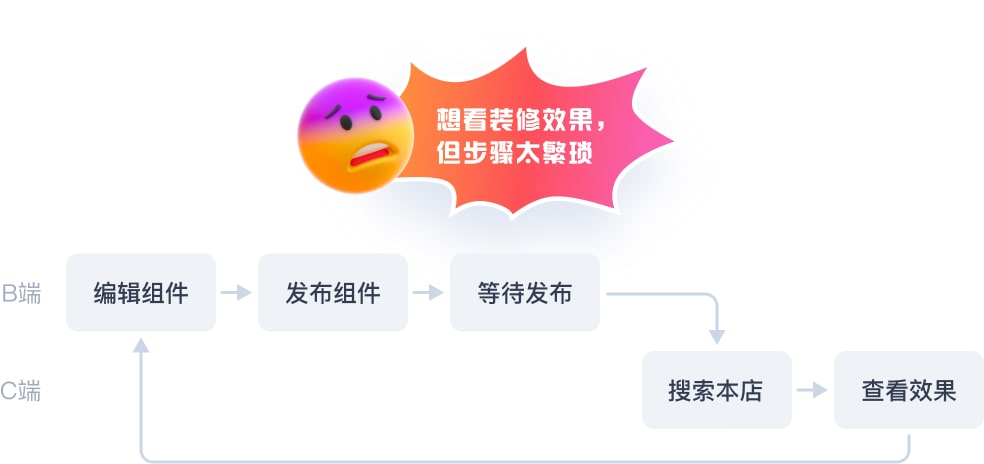 想看装修效果，
但步骤太繁琐
B端
编辑组件
发布组件
等待发布
C端
搜索本店
查看效果